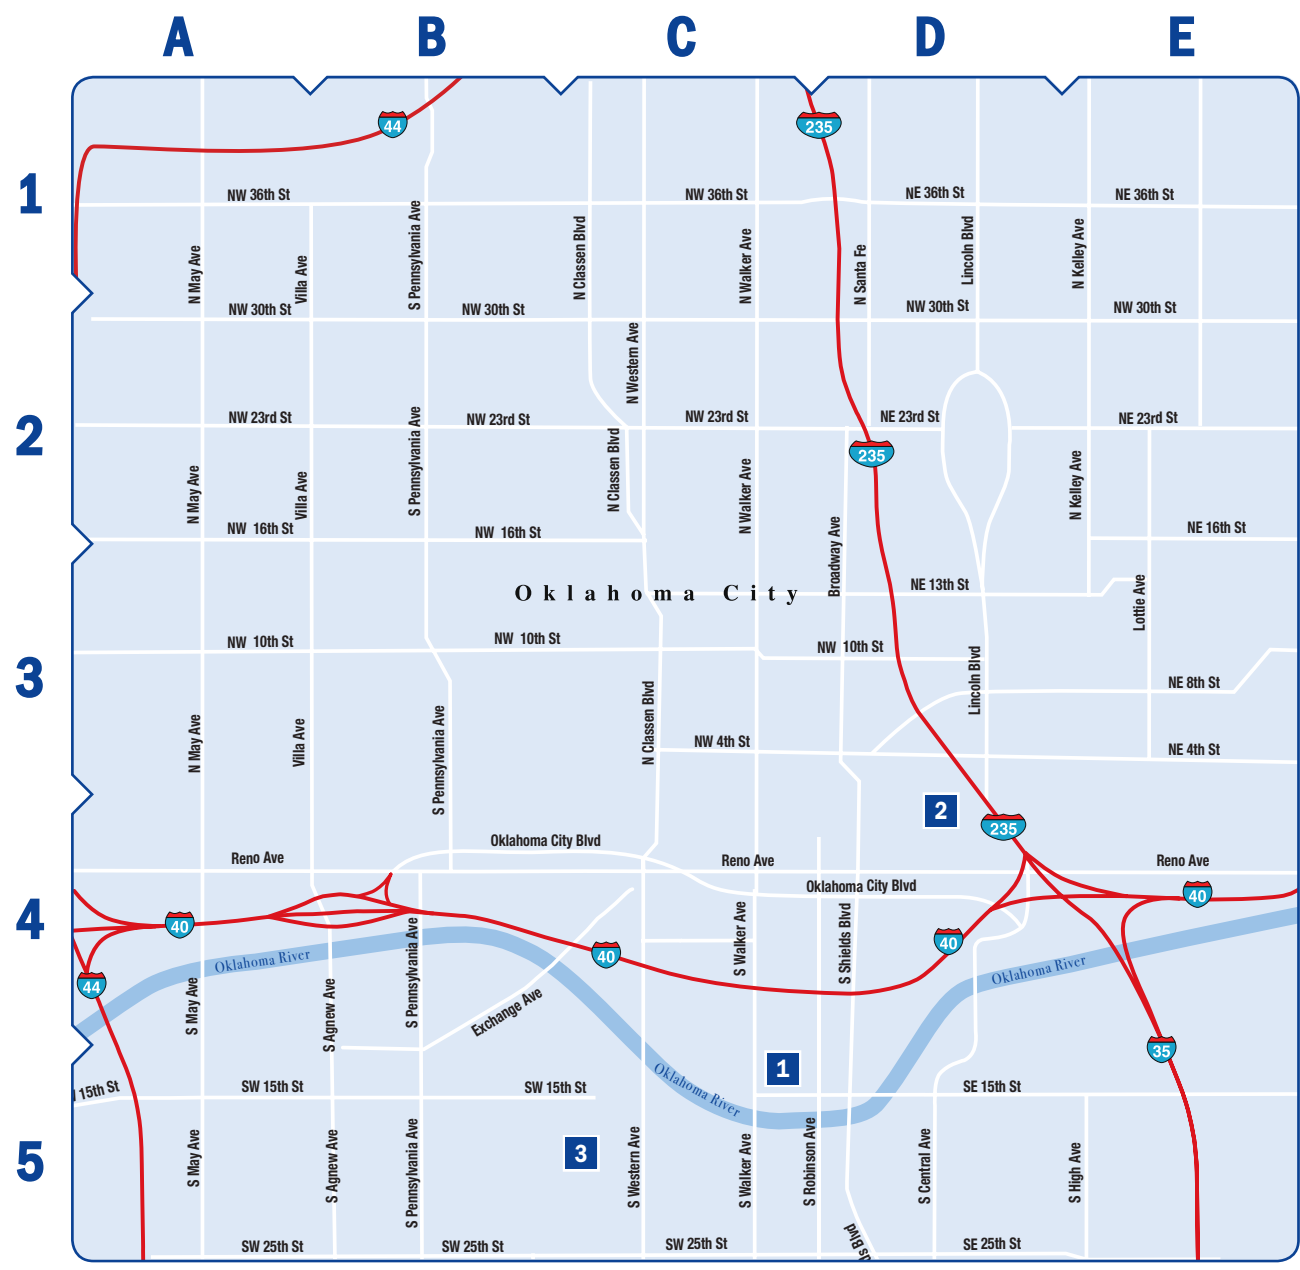 A B C D E
44
235
1
NW 36th St NW 36th St NE 36th St NE 36th St
N May Ave
Villa Ave
S Pennsylvania Ave
N Classen Blvd
N Walker Ave
N Santa Fe
Lincoln Blvd
N Kelley Ave
NW 30th St NW 30th St NW 30th St NW 30th St
N Western Ave
2
NW 23rd St NW 23rd St NW 23rd St NE 23rd St NE 23rd St
235
N May Ave
Villa Ave
S Pennsylvania Ave
N Classen Blvd
N Walker Ave
Broadway Ave
N Kelley Ave
NW 16th St NW 16th St NE 16th St
Oklahoma City
NE 13th St
Lottie Ave
NW 10th St NW 10th St NW 10th St
3
Lincoln Blvd
NE 8th St
N May Ave
Villa Ave
S Pennsylvania Ave
N Classen Blvd
NW 4th St NE 4th St
2
235
Oklahoma City Blvd
Reno Ave Reno Ave Reno Ave
Oklahoma City Blvd
4
40
40
40
40
44
S Pennsylvania Ave
S Walker Ave
S Shields Blvd
Oklahoma River
Oklahoma River
S May Ave
S Agnew Ave
Exchange Ave
35
1
Oklahoma River
15th St
SW 15th St SW 15th St SE 15th St
3
5
S May Ave
S Agnew Ave
S Pennsylvania Ave
S Western Ave
S Walker Ave
S Robinson Ave
S Central Ave
S High Ave
ds Blvd
SW 25th St SW 25th St SW 25th St SE 25th St